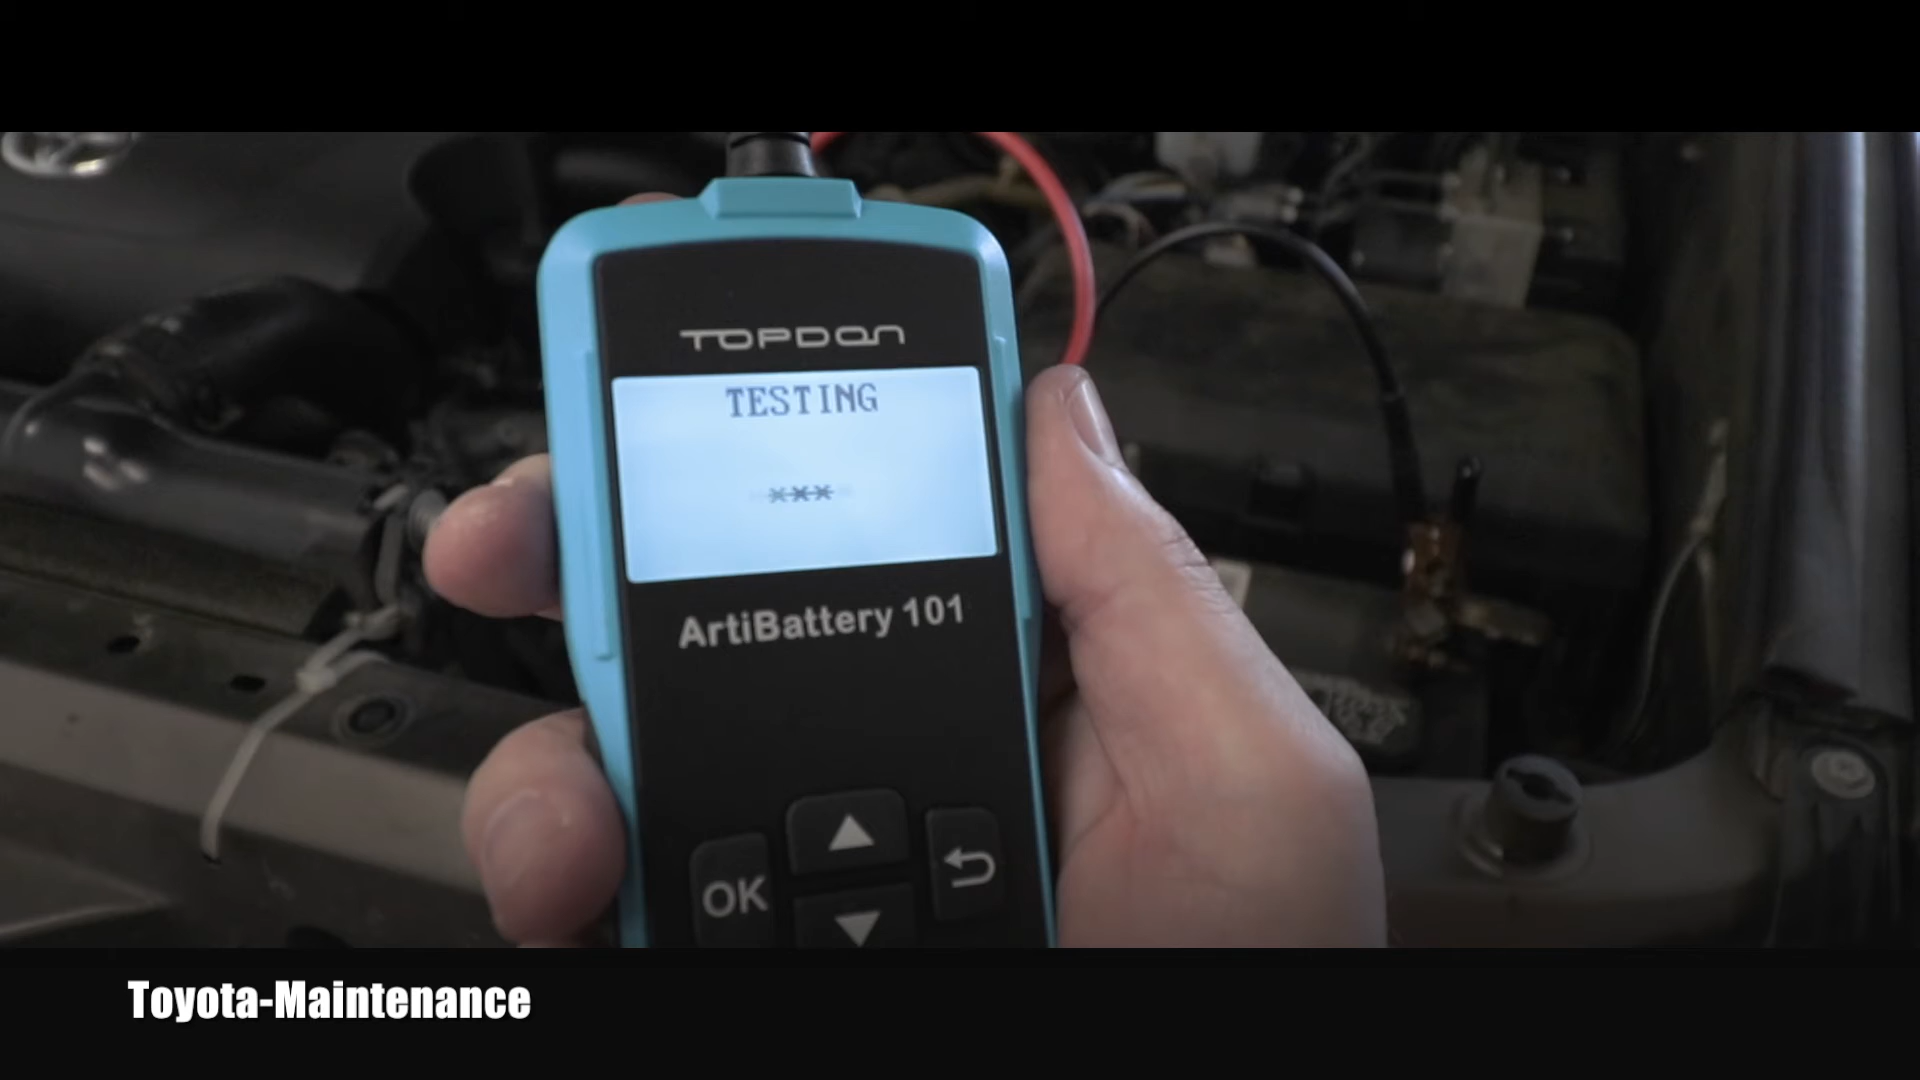 TOPDON
TESTING
***
ArtiBattery 101
OK
Toyota-Maintenance